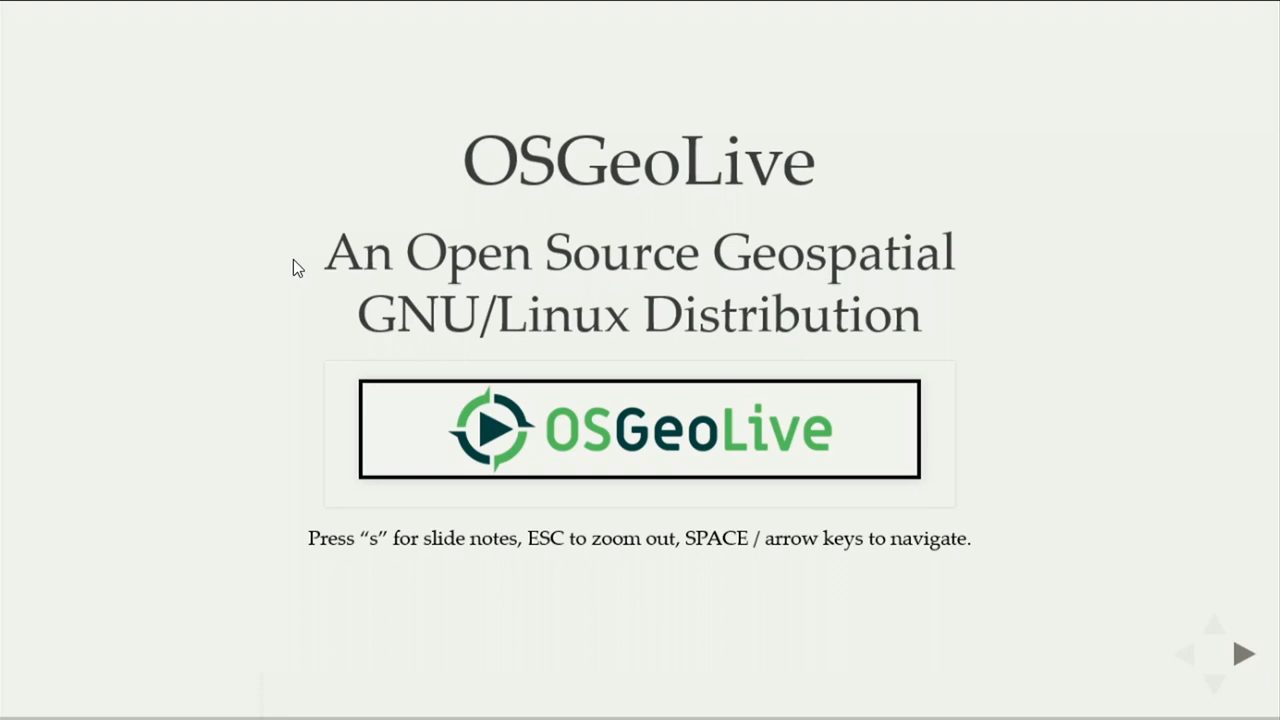 OSGeoLive
An Open Source Geospatial
GNU/Linux Distribution
OSGeoLive
Press “s” for slide notes, ESC to zoom out, SPACE / arrow keys to navigate.